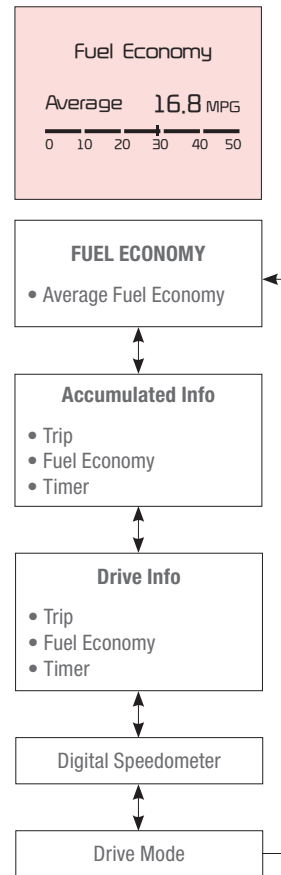 Fuel Economy
Average 16.8 MPG
0 10 20 30 40 50
FUEL ECONOMY
• Average Fuel Economy
Accumulated Info
• Trip
• Fuel Economy
• Timer
Drive Info
• Trip
• Fuel Economy
• Timer
Digital Speedometer
Drive Mode